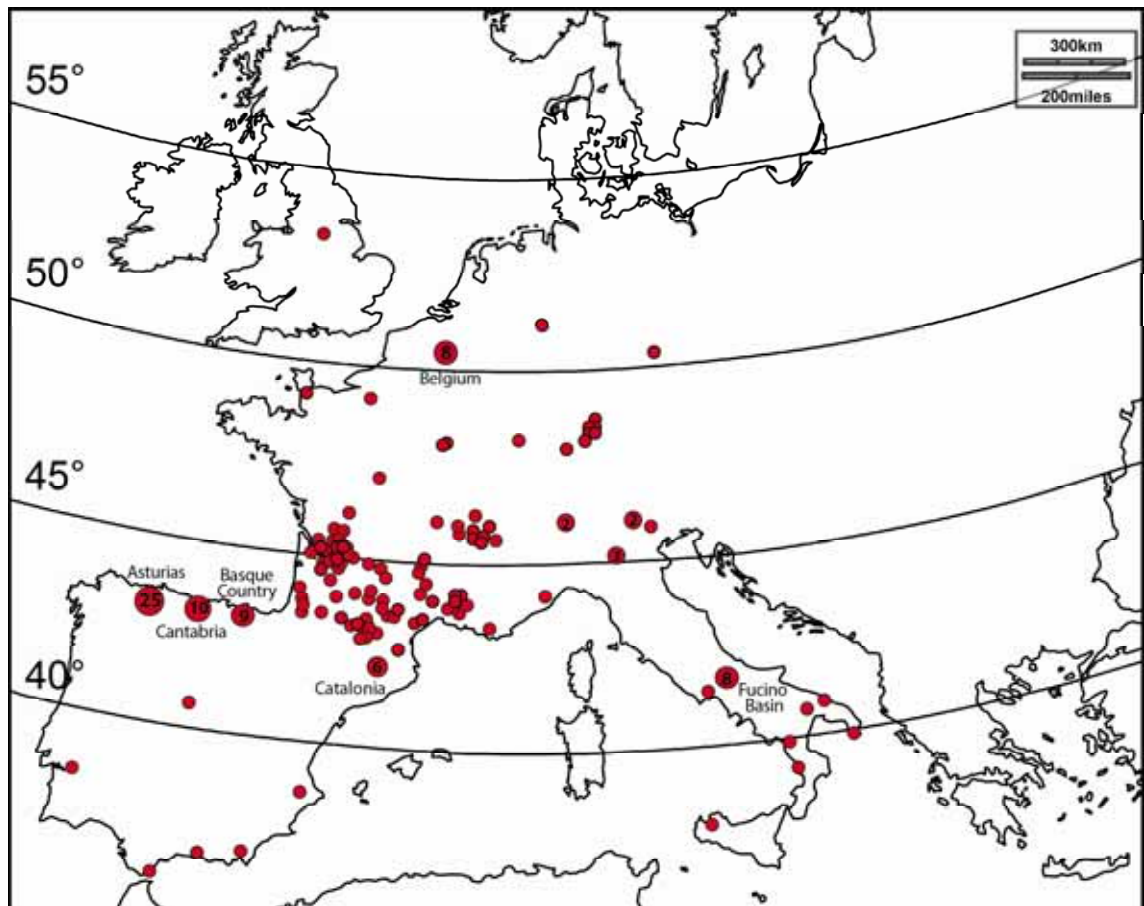 300km
200miles
55°
50°
8
Belgium
45°
2
2
Asturias
Basque
Country
25
9
Cantabria
6
Catalonia
40°
8
Fucino
Basin